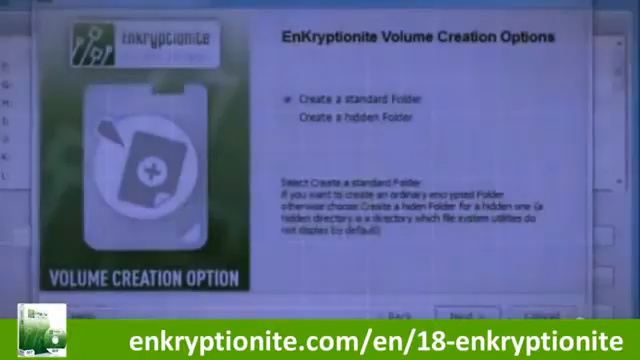 enkryptionite
EnKryptionite Volume Creation Options
Create a standard Folder
Create a hidden Folder
Select Create a standard Folder
if you want to create an ordinary encrypted Folder
otherwise choose Create a hiden Folder for a hidden one (a
hidden directory is a directory which file system utilities do
not display by default)
VOLUME CREATION OPTION
Back
Next >
Cancel
enkryptionite.com/en/18-enkryptionite